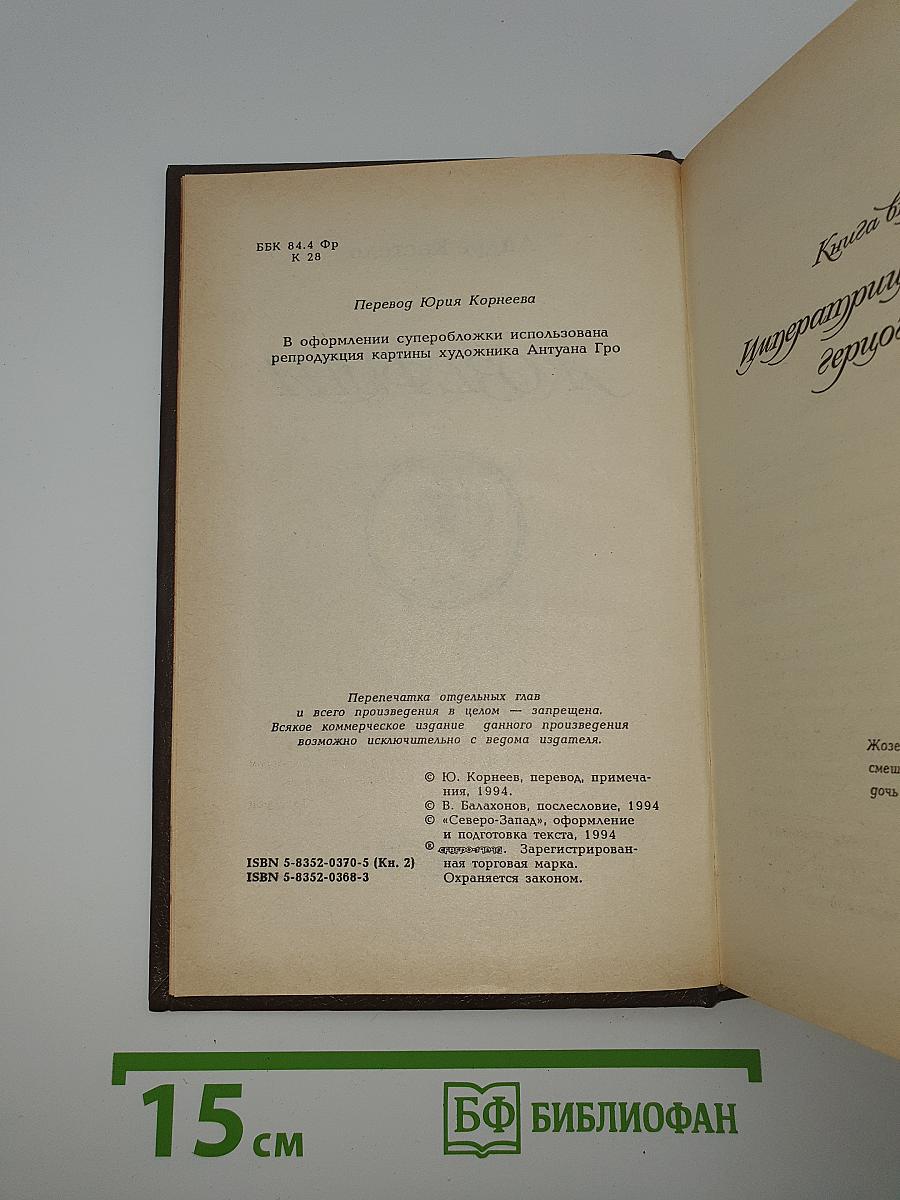 ББК 84.4 Фр
К 28
Перевод Юрия Корнеева
В оформлении суперобложки использована
репродукция картины художника Антуана Гро
Перепечатка отдельных глав
и всего произведения в целом — запрещена.
Всякое коммерческое издание данного произведения
возможно исключительно с ведома издателя.
© Ю. Корнеев, перевод, примеча-
ния, 1994.
© В. Балахонов, послесловие, 1994
© «Северо-Запад», оформление
и подготовка текста, 1994
® Зарегистрирован-
ная торговая марка.
Охраняется законом.
ISBN 5-8352-0370-5 (Кн. 2)
ISBN 5-8352-0368-3
Книга в
Императриц
герцог
Жозе
смеш
дочь
15 см
БФ БИБЛИОФАН